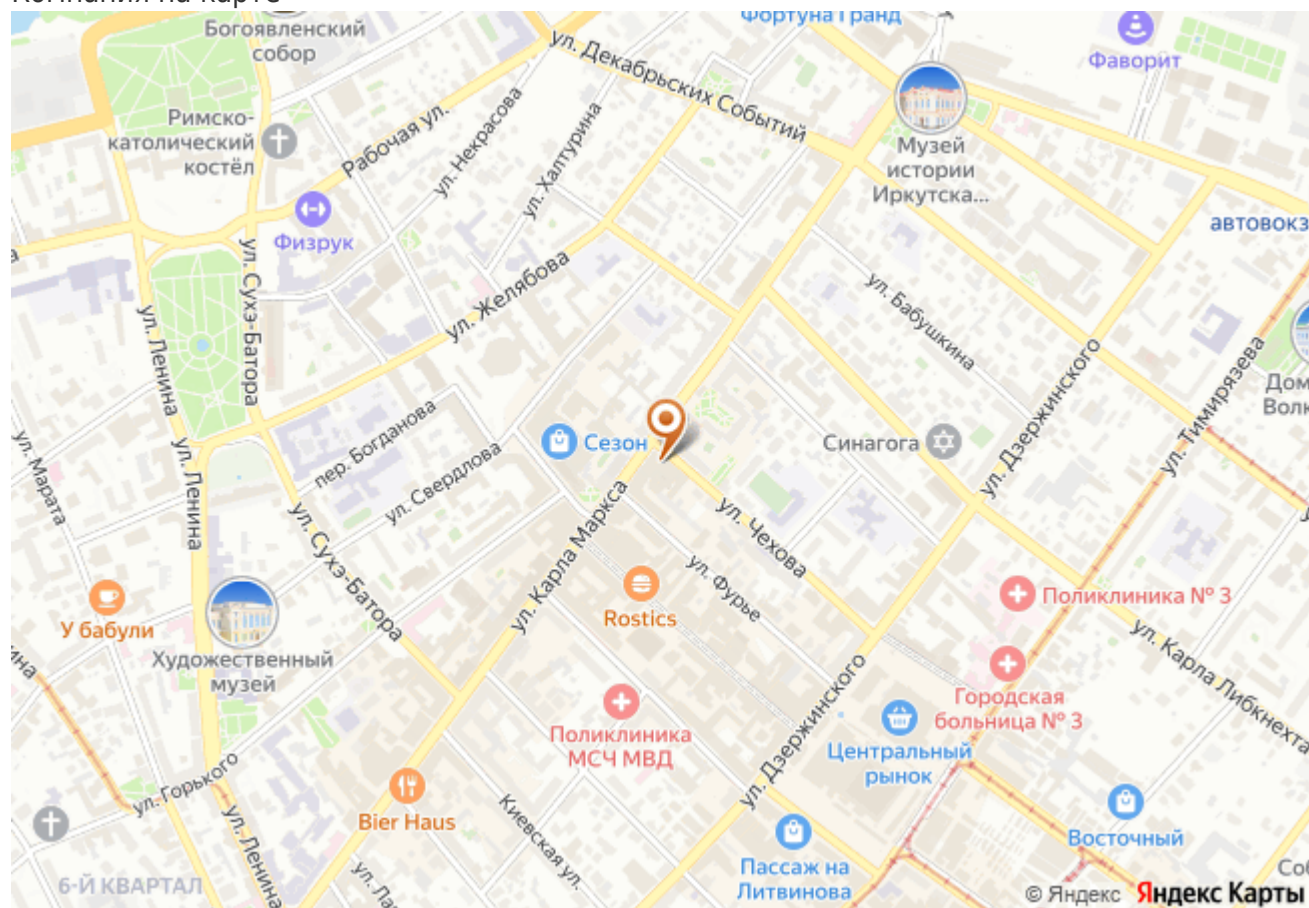 Компания на карте
Богоявленский
собор
Фортуна Гранд
Фаворит
ул. Декабрьских Событий
Римско-
католический
костёл
Рабочая ул.
ул. Некрасова
ул. Халтурина
Музей
истории
Иркутска...
автовокз
Физрук
ул. Сухэ-Батора
ул. Желябова
ул. Бабушкина
ул. Ленина
ул. Дзержинского
ул. Тимирязева
Дом
Волк
пер. Богданова
Сезон
Синагога
ул. Марата
ул. Ленина
ул. Свердлова
ул. Карла Маркса
ул. Чехова
ул. Сухэ-Батора
ул. Фурье
Rostics
Поликлиника № 3
У бабули
Художественный
музей
ул. Карла Либкнехта
Городская
больница № 3
Поликлиника
МСЧ МВД
ул. Дзержинского
Центральный
рынок
ул. Горького
Bier Haus
Киевская ул.
ул. Ленина
Восточный
Пассаж на
Литвинова
6-Й КВАРТАЛ
© Яндекс Яндекс Карты